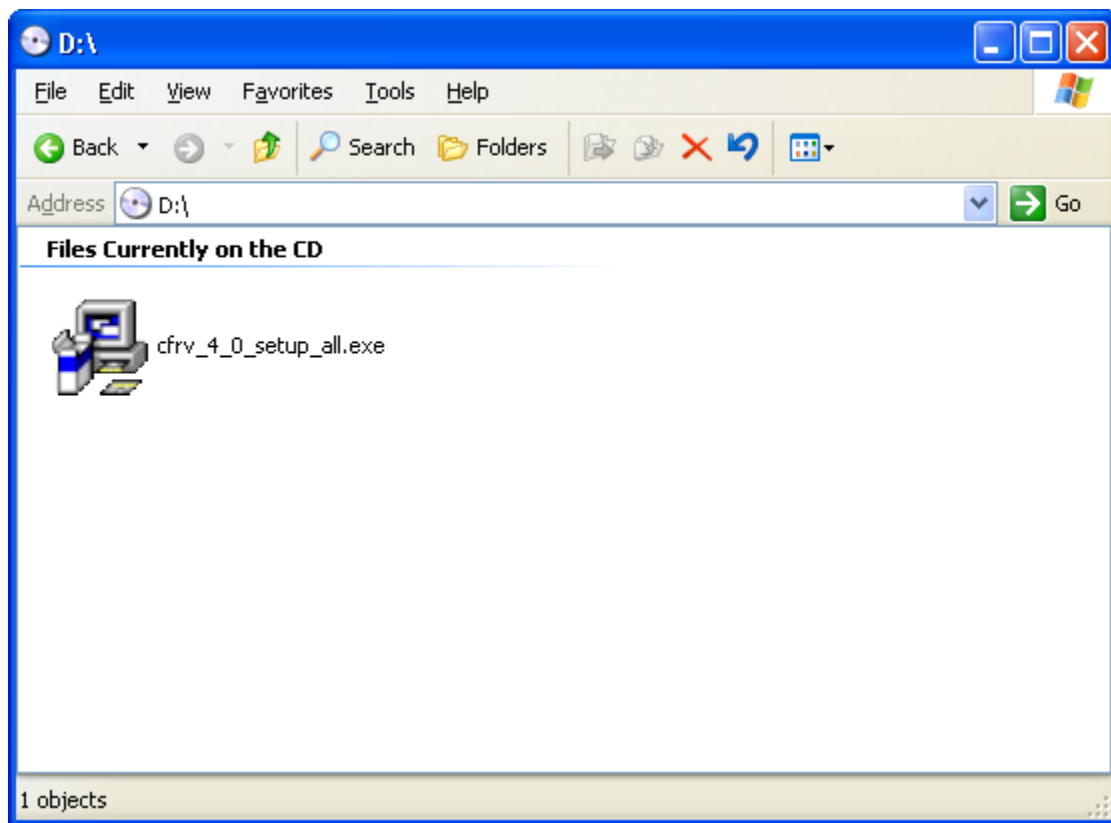 D:\
File Edit View Favorites Tools Help
Back Search Folders
Address D:\ Go
Files Currently on the CD
cfrv_4_0_setup_all.exe
1 objects